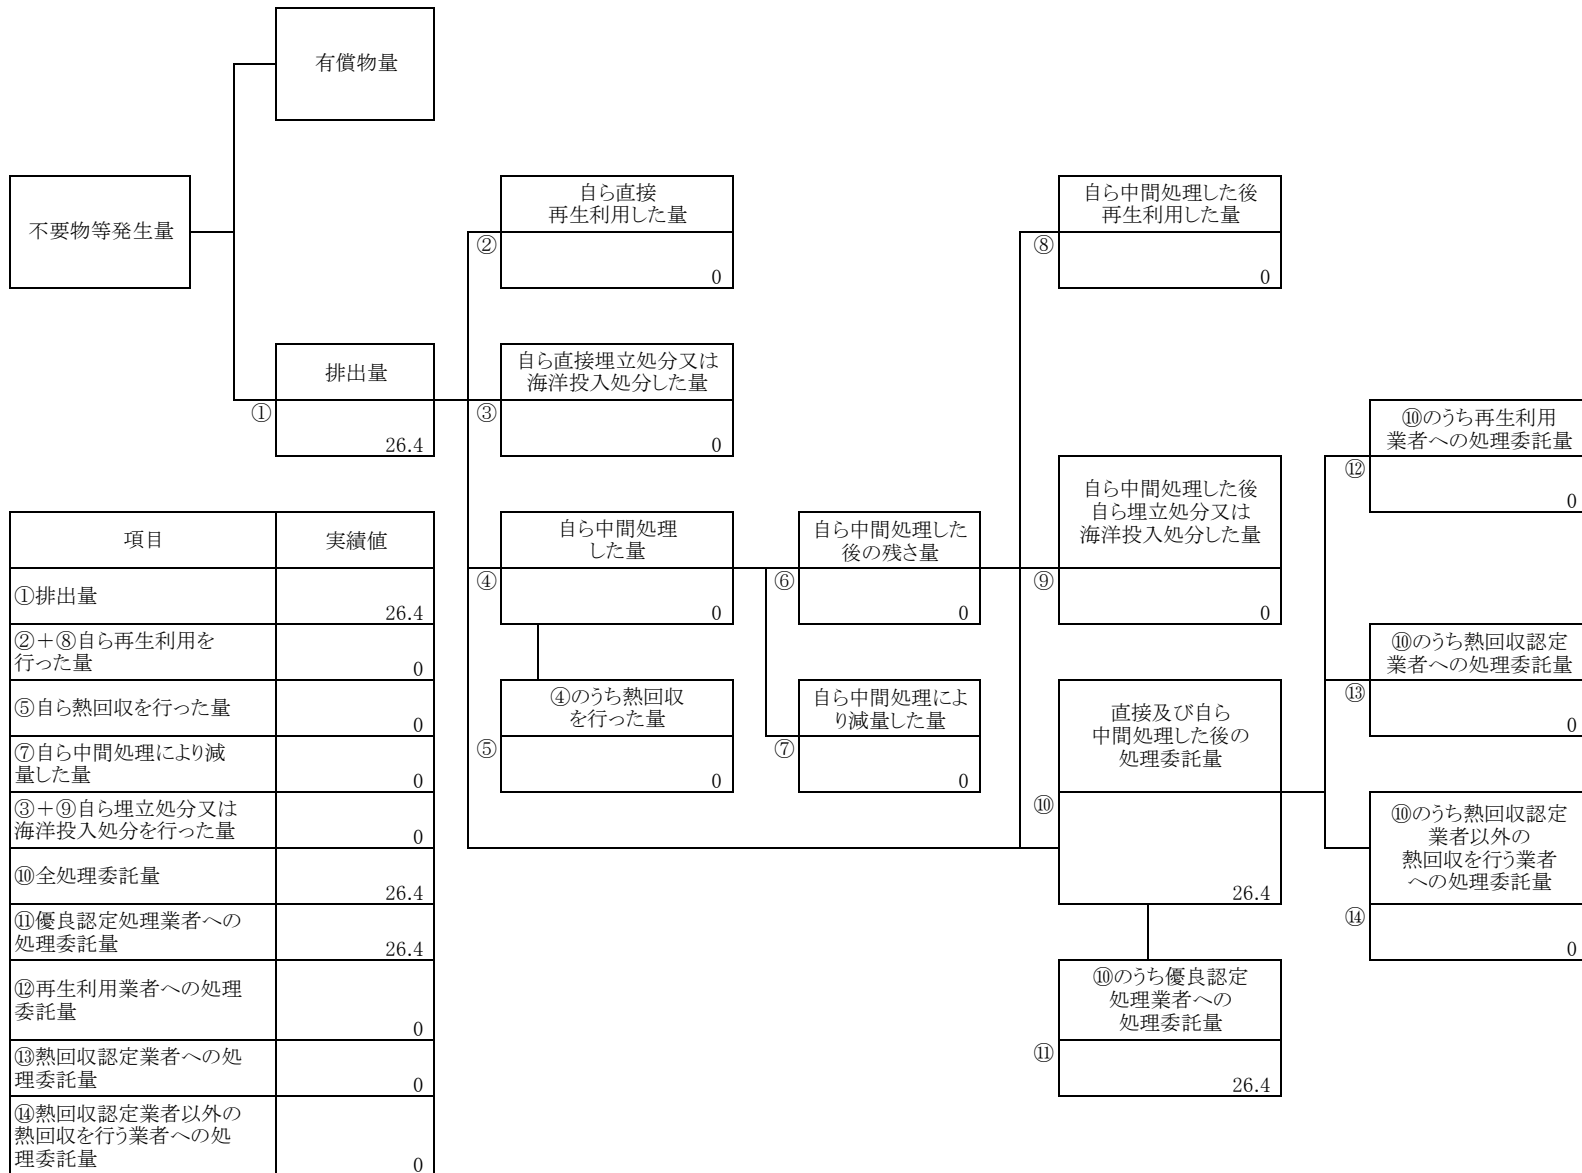 有償物量
不要物等発生量
自ら直接
再生利用した量
②
0
自ら中間処理した後
再生利用した量
⑧
0
排出量
①
26.4
自ら直接埋立処分又は
海洋投入処分した量
③
0
⑩のうち再生利用
業者への処理委託量
⑫
0
自ら中間処理した後
自ら埋立処分又は
海洋投入処分した量
⑨
0
自ら中間処理
した量
④
0
自ら中間処理した
後の残さ量
⑥
0
⑩のうち熱回収認定
業者への処理委託量
⑬
0
④のうち熱回収
を行った量
⑤
0
自ら中間処理によ
り減量した量
⑦
0
直接及び自ら
中間処理した後の
処理委託量
⑩
26.4
⑩のうち熱回収認定
業者以外の
熱回収を行う業者
への処理委託量
⑭
0
⑩のうち優良認定
処理業者への
処理委託量
⑪
26.4
項目 実績値
①排出量
26.4
②+⑧自ら再生利用を
行った量
0
⑤自ら熱回収を行った量
0
⑦自ら中間処理により減
量した量
0
③+⑨自ら埋立処分又は
海洋投入処分を行った量
0
⑩全処理委託量
26.4
⑪優良認定処理業者への
処理委託量
26.4
⑫再生利用業者への処理
委託量
0
⑬熱回収認定業者への処
理委託量
0
⑭熱回収認定業者以外の
熱回収を行う業者への処
理委託量
0